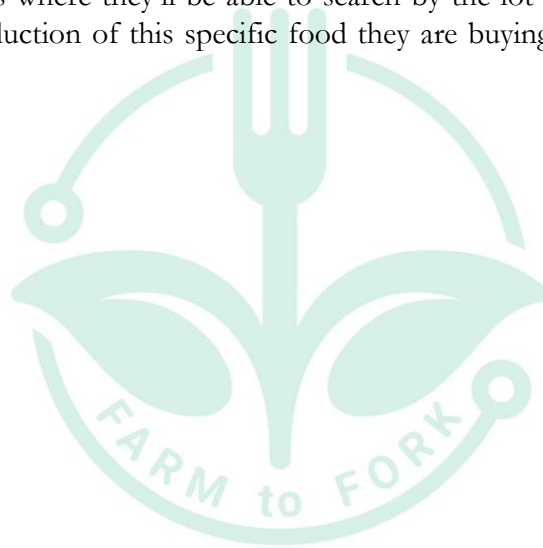 s where they'll be able to search by the lot
duction of this specific food they are buying
FARM to FORK